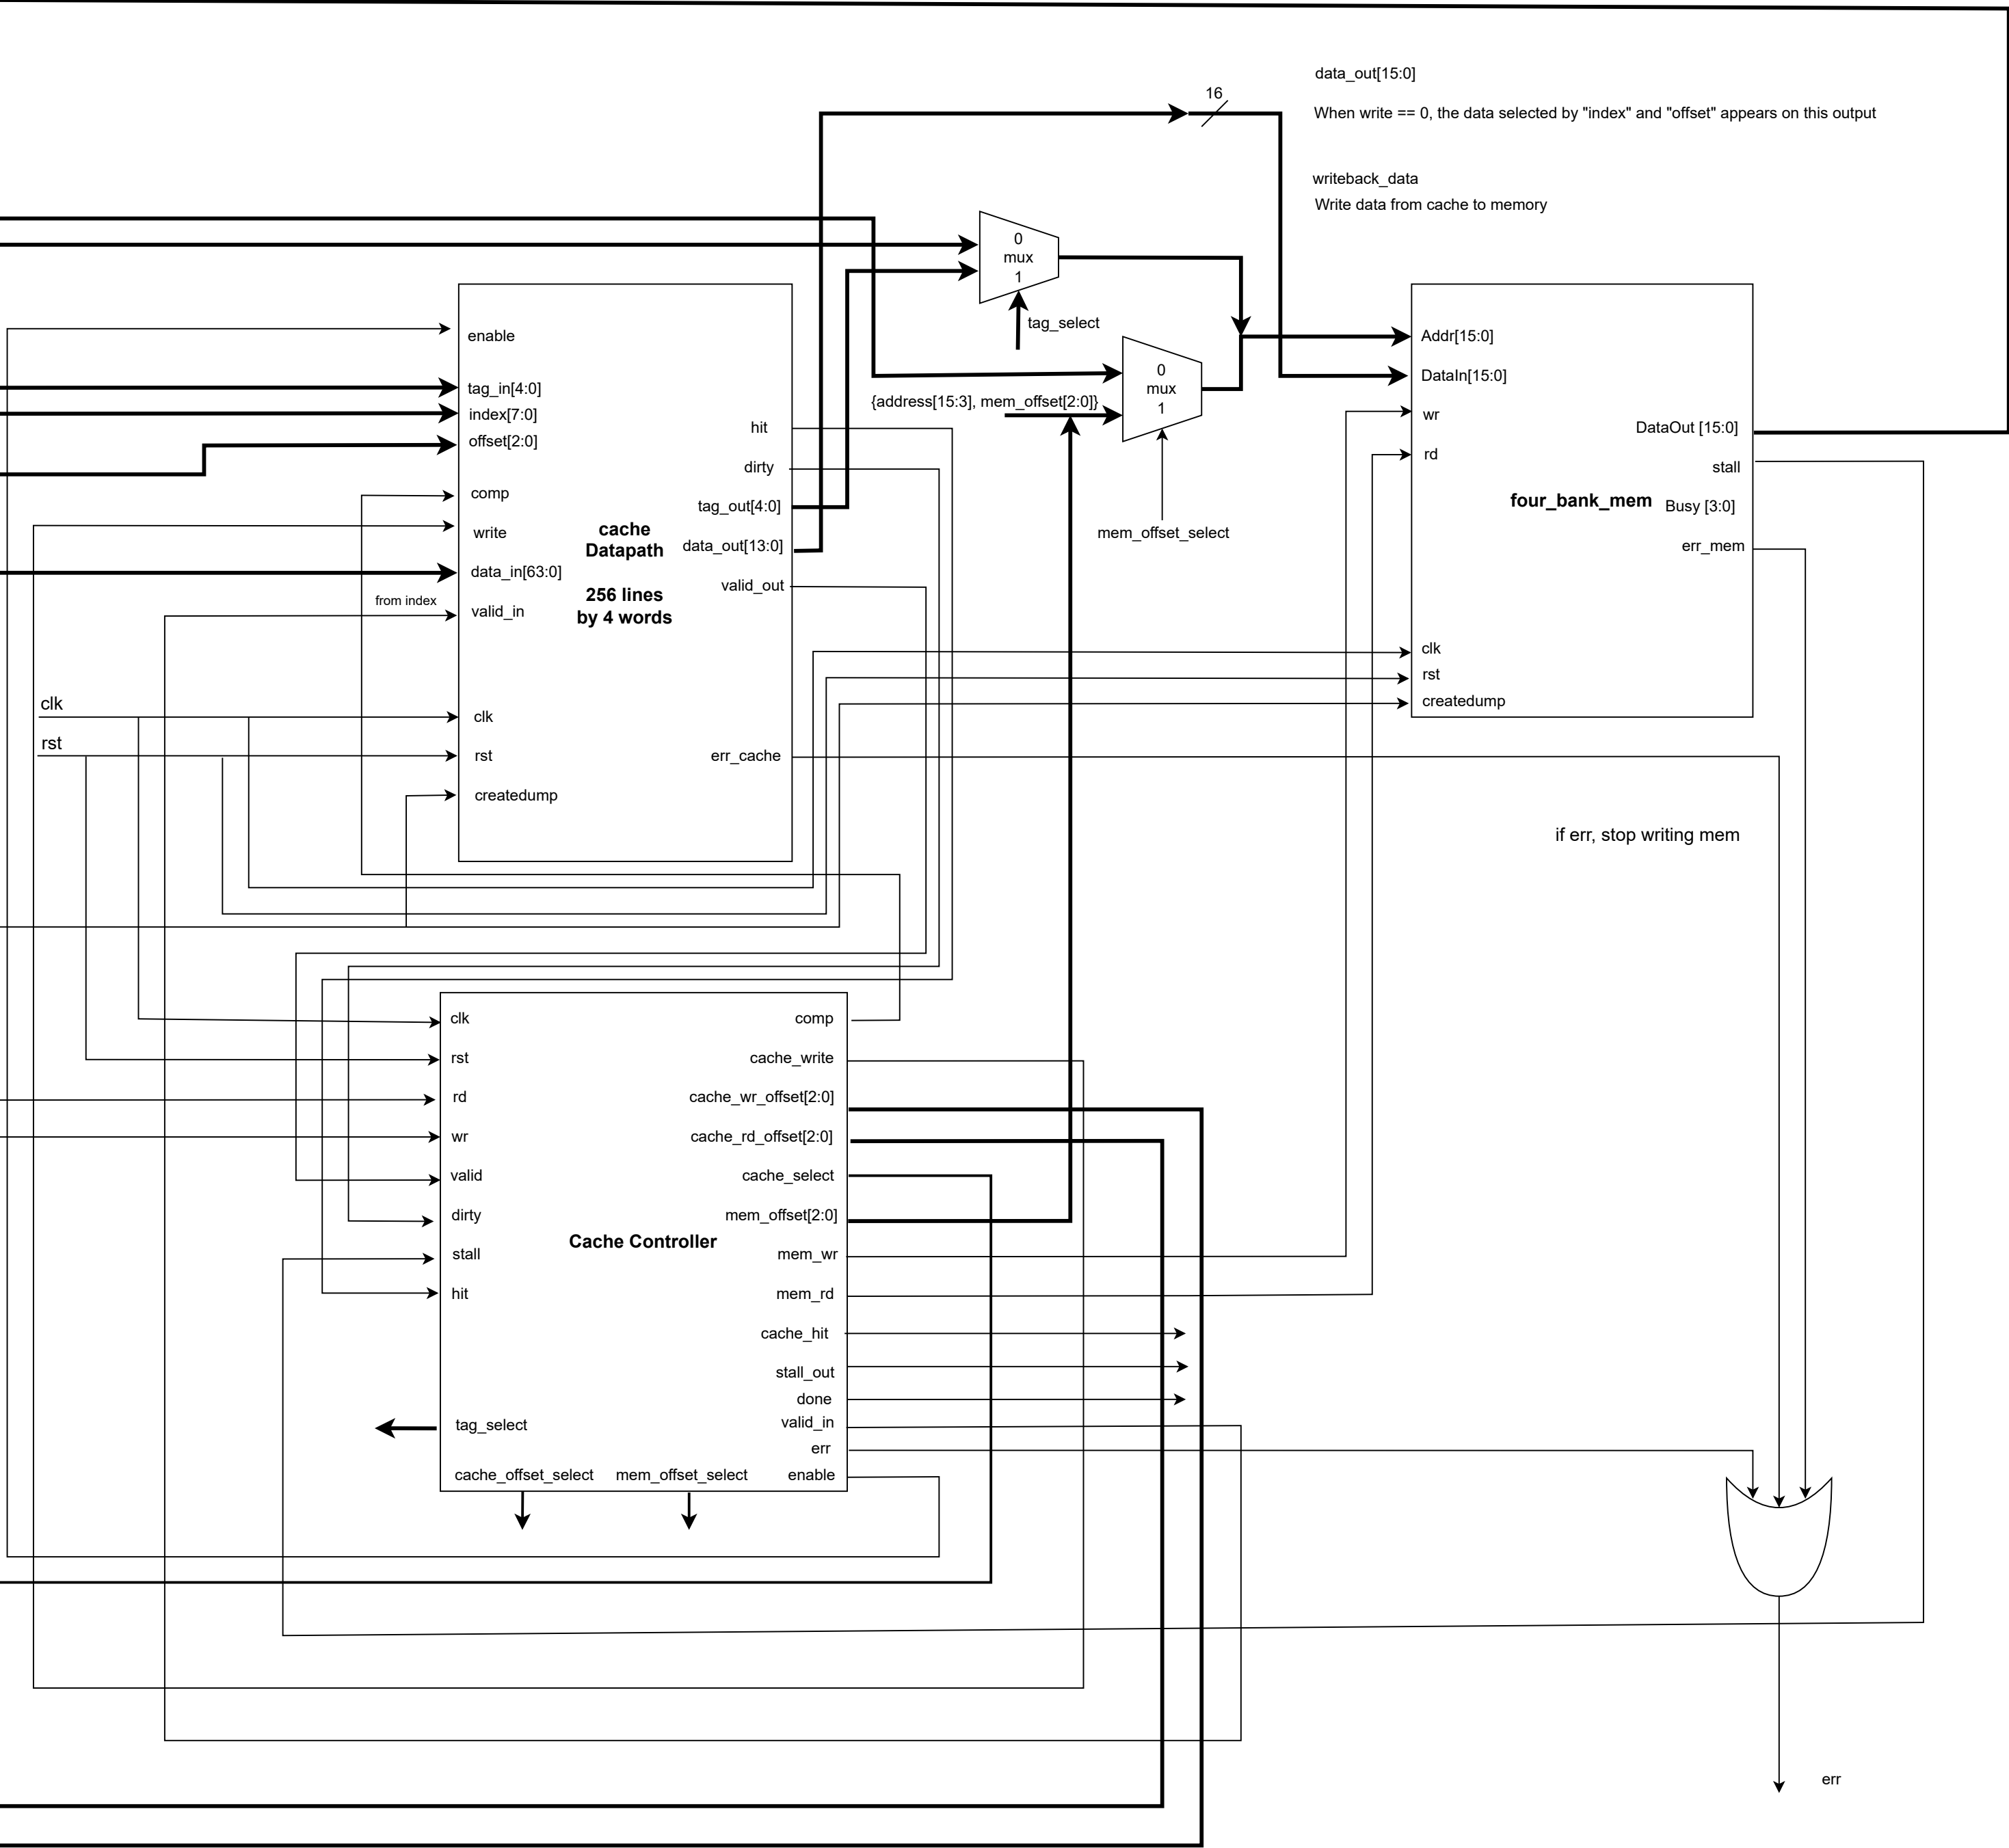 data_out[15:0]
16
When write == 0, the data selected by "index" and "offset" appears on this output
writeback_data
Write data from cache to memory
0
mux
1
tag_select
0
mux
1
{address[15:3], mem_offset[2:0]}
mem_offset_select
enable
tag_in[4:0]
index[7:0]
offset[2:0]
comp
write
data_in[63:0]
from index
valid_in
clk
rst
createdump
cache
Datapath
256 lines
by 4 words
hit
dirty
tag_out[4:0]
data_out[13:0]
valid_out
err_cache
clk
rst
Addr[15:0]
DataIn[15:0]
wr
rd
four_bank_mem
DataOut [15:0]
stall
Busy [3:0]
err_mem
clk
rst
createdump
if err, stop writing mem
clk
rst
rd
wr
valid
dirty
stall
hit
tag_select
cache_offset_select
mem_offset_select
Cache Controller
comp
cache_write
cache_wr_offset[2:0]
cache_rd_offset[2:0]
cache_select
mem_offset[2:0]
mem_wr
mem_rd
cache_hit
stall_out
done
valid_in
err
enable
err